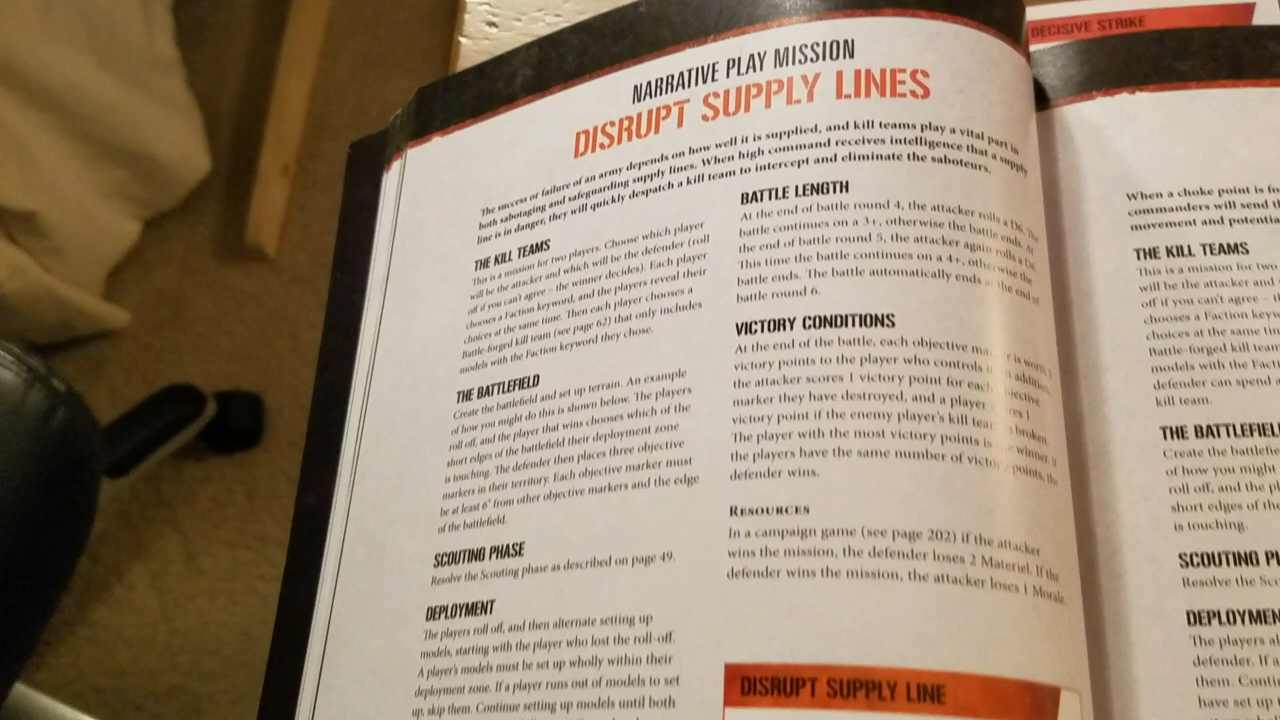 NARRATIVE PLAY MISSION
DISRUPT SUPPLY LINES
The success or failure of an army depends on how well it is supplied, and kill teams play a vital part in
both sabotaging and safeguarding supply lines. When high command receives intelligence that a supply
line is in danger, they will quickly despatch a kill team to intercept and eliminate the saboteurs.
THE KILL TEAMS
This is a mission for two players. Choose which player
will be the attacker and which will be the defender (roll
off if you can't agree – the winner decides). Each player
chooses a Faction keyword, and the players reveal their
choices at the same time. Then each player chooses a
Battle-forged kill team (see page 62) that only includes
models with the Faction keyword they chose.
THE BATTLEFIELD
Create the battlefield and set up terrain. An example
of how you might do this is shown below. The players
roll off, and the player that wins chooses which of the
short edges of the battlefield their deployment zone
is touching. The defender then places three objective
markers in their territory. Each objective marker must
be at least 6" from other objective markers and the edge
of the battlefield.
SCOUTING PHASE
Resolve the Scouting phase as described on page 49.
DEPLOYMENT
The players roll off, and then alternate setting up
models, starting with the player who lost the roll-off.
A player's models must be set up wholly within their
deployment zone. If a player runs out of models to set
up, skip them. Continue setting up models until both
BATTLE LENGTH
At the end of battle round 4, the attacker rolls a D6. The
battle continues on a 3+, otherwise the battle ends. At
the end of battle round 5, the attacker again rolls a D6.
This time the battle continues on a 4+, otherwise the
battle ends. The battle automatically ends at the end of
battle round 6.
VICTORY CONDITIONS
At the end of the battle, each objective marker is worth
victory points to the player who controls addition,
the attacker scores 1 victory point for each objective
marker they have destroyed, and a player scores 1
victory point if the enemy player's kill team is broken.
The player with the most victory points is winner. If
the players have the same number of victory points, the
defender wins.
RESOURCES
In a campaign game (see page 202) if the attacker
wins the mission, the defender loses 2 Materiel. If the
defender wins the mission, the attacker loses 1 Morale.
DISRUPT SUPPLY LINE
DECISIVE STRIKE
When a choke point is
commanders will send
movement and
THE KILL TEAMS
This is a mission for two
will be the attacker and
off if you can't agree –
chooses a Faction
choices at the same
Battle-forged kill
models with the
defender can spend
kill team.
THE BATTLEFIELD
Create the
of how you might
roll off, and the
short edges of the
is touching.
SCOUTING
Resolve the
The players
defender. If a
them.
have set up